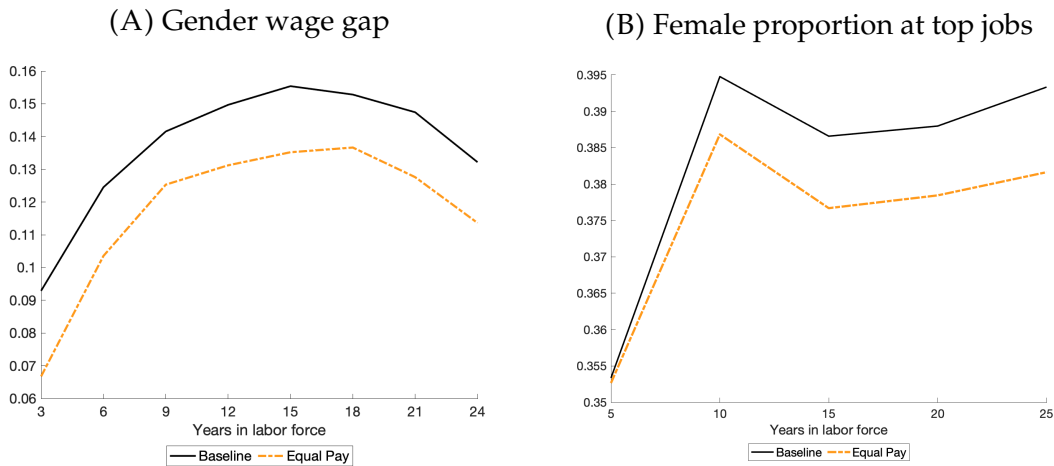 (A) Gender wage gap
0.16
0.15
0.14
0.13
0.12
0.11
0.1
0.09
0.08
0.07
0.06
3 6 9 12 15 18 21 24
Years in labor force
Baseline Equal Pay
(B) Female proportion at top jobs
0.395
0.39
0.385
0.38
0.375
0.37
0.365
0.36
0.355
0.35
5 10 15 20 25
Years in labor force
Baseline Equal Pay